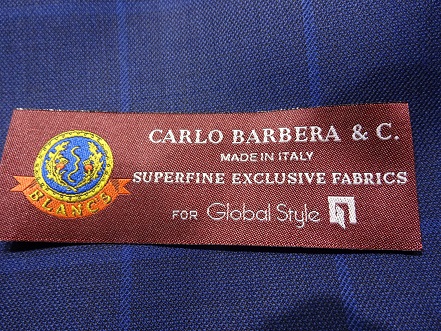 CARLO BARBERA & C.
MADE IN ITALY
SUPERFINE EXCLUSIVE FABRICS
FOR Global Style
BLANCS